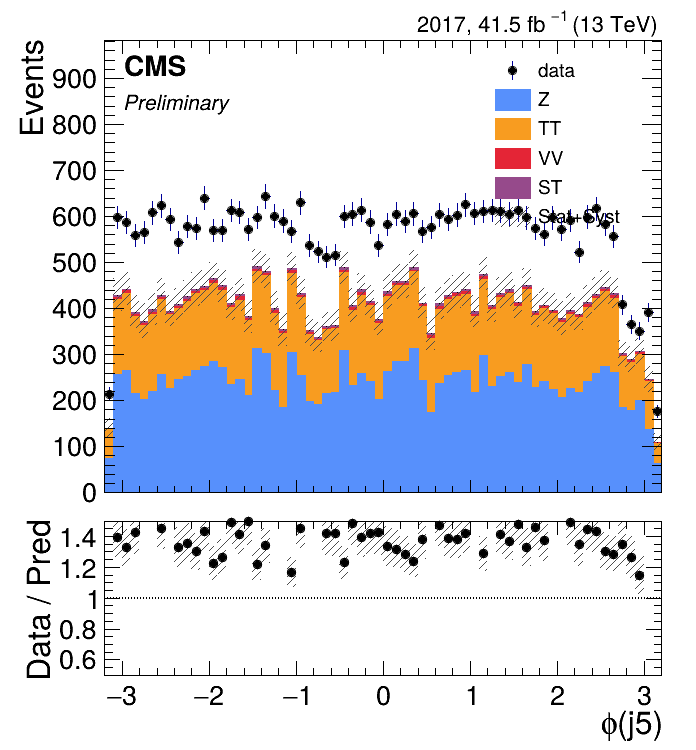 2017, 41.5 fb⁻¹ (13 TeV)
Events
900
800
700
600
500
400
300
200
100
0
CMS
Preliminary
data
Z
TT
VV
ST
Stat+Syst
Data / Pred
1.4
1.2
1
0.8
0.6
−3
−2
−1
0
1
2
3
ϕ(j5)